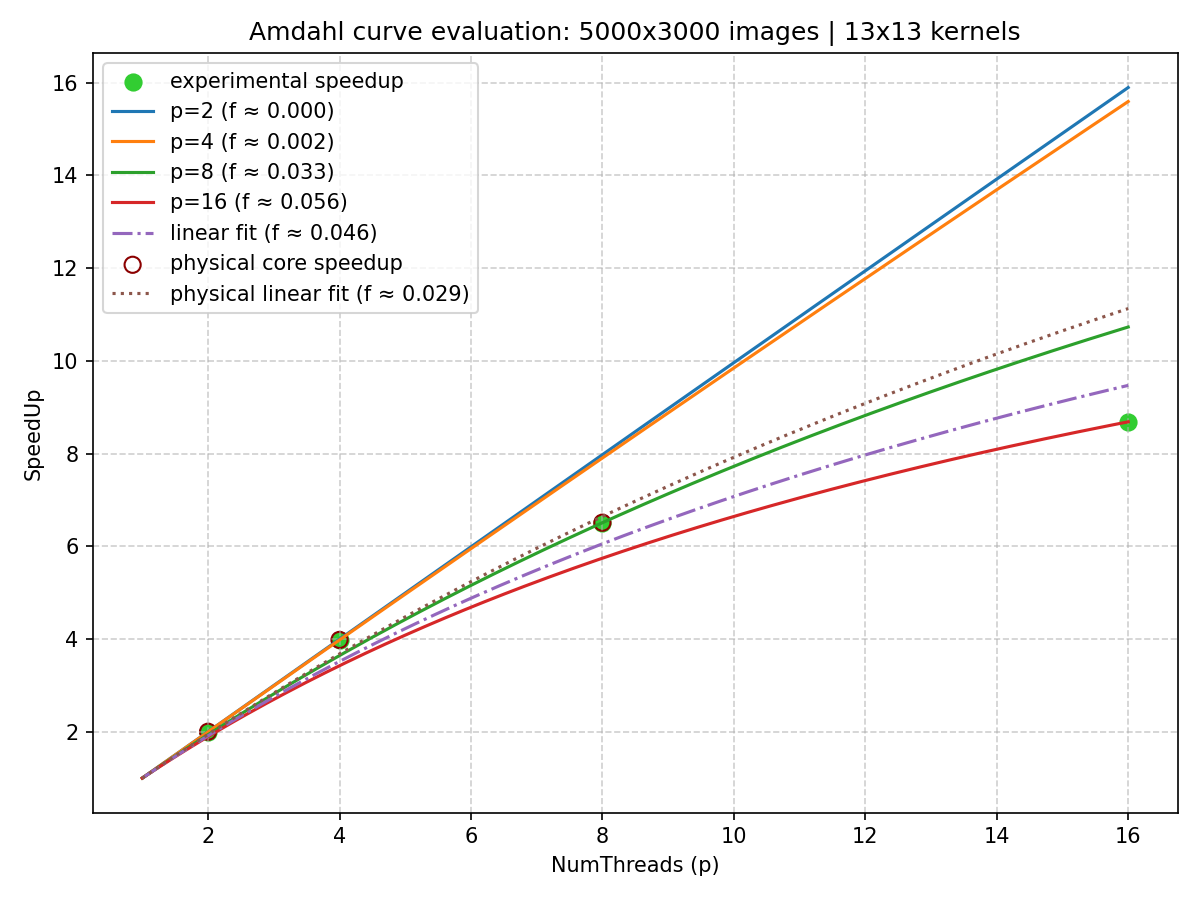 Amdahl curve evaluation: 5000x3000 images | 13x13 kernels
experimental speedup
p=2 (f ≈ 0.000)
p=4 (f ≈ 0.002)
p=8 (f ≈ 0.033)
p=16 (f ≈ 0.056)
linear fit (f ≈ 0.046)
physical core speedup
physical linear fit (f ≈ 0.029)
SpeedUp
16
14
12
10
8
6
4
2
2 4 6 8 10 12 14 16
NumThreads (p)